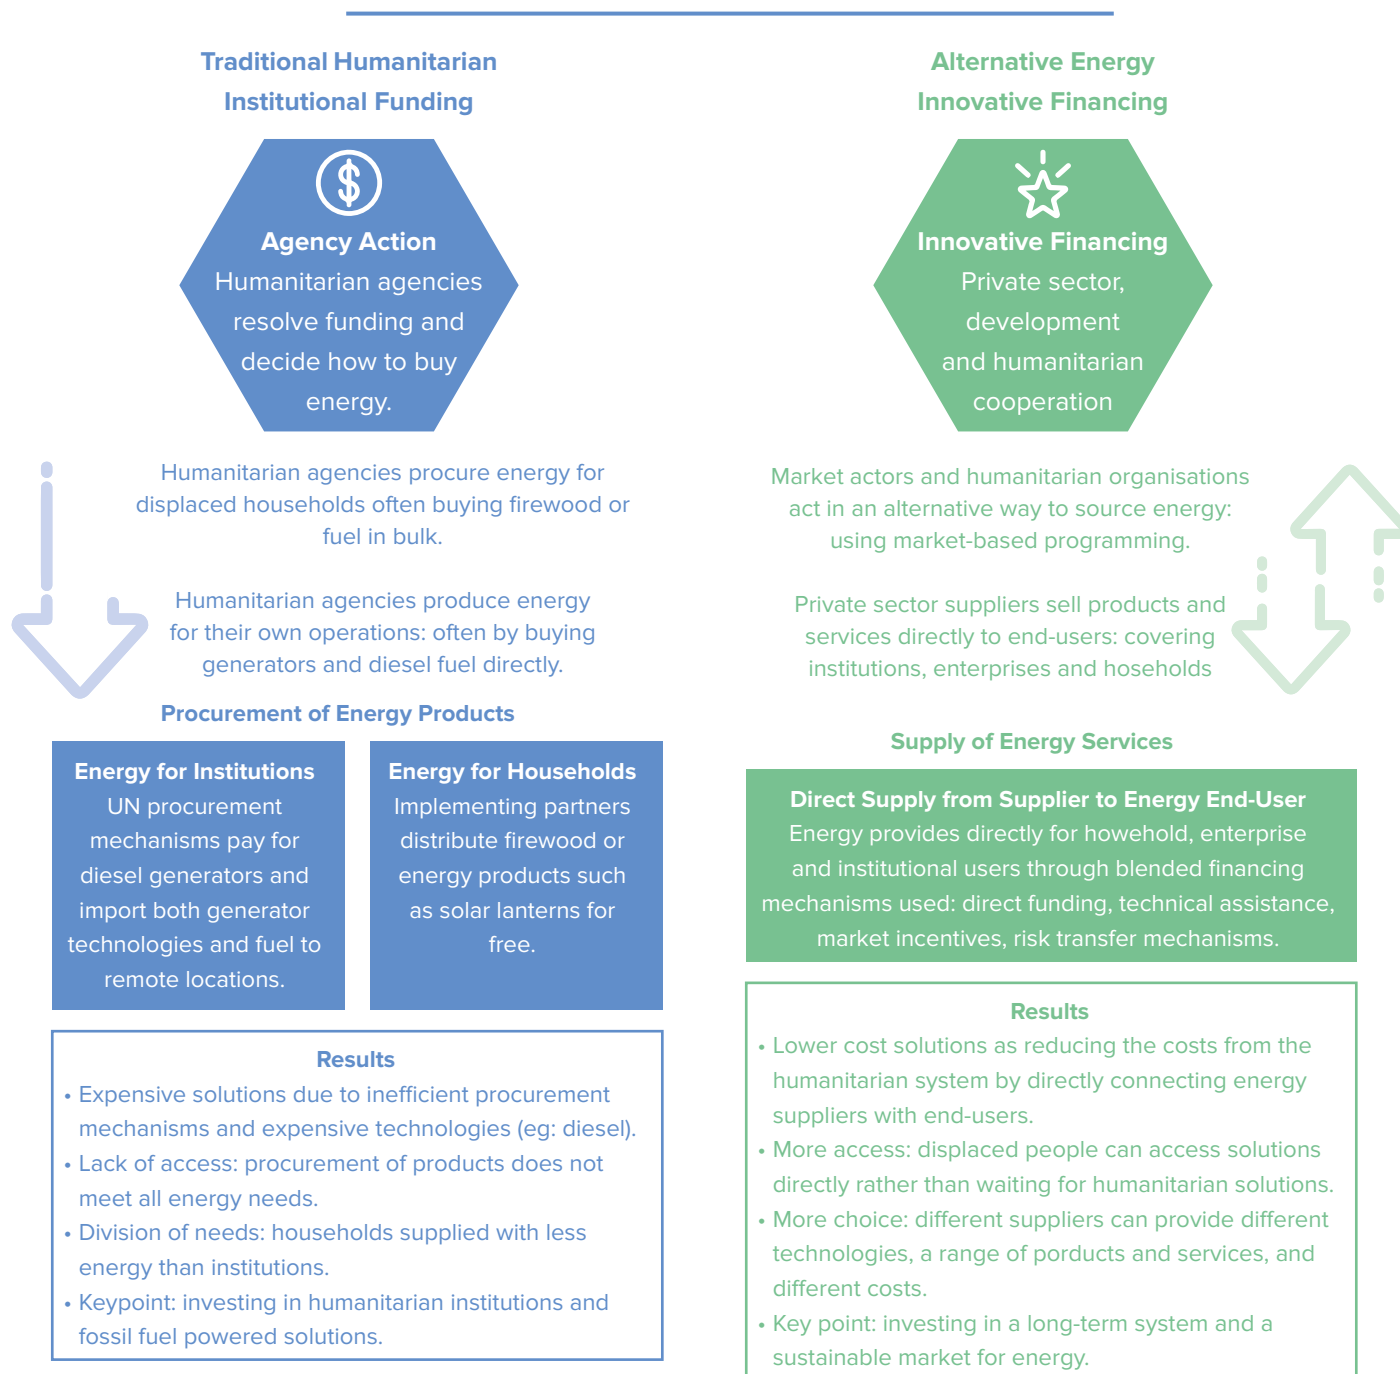 Traditional Humanitarian
Institutional Funding
Agency Action
Humanitarian agencies
resolve funding and
decide how to buy
energy.
Humanitarian agencies procure energy for
displaced households often buying firewood or
fuel in bulk.
Humanitarian agencies produce energy
for their own operations: often by buying
generators and diesel fuel directly.
Procurement of Energy Products
Energy for Institutions
UN procurement
mechanisms pay for
diesel generators and
import both generator
technologies and fuel to
remote locations.
Energy for Households
Implementing partners
distribute firewood or
energy products such
as solar lanterns for
free.
Results
• Expensive solutions due to inefficient procurement
mechanisms and expensive technologies (eg: diesel).
• Lack of access: procurement of products does not
meet all energy needs.
• Division of needs: households supplied with less
energy than institutions.
• Keypoint: investing in humanitarian institutions and
fossil fuel powered solutions.
Alternative Energy
Innovative Financing
Innovative Financing
Private sector,
development
and humanitarian
cooperation
Market actors and humanitarian organisations
act in an alternative way to source energy:
using market-based programming.
Private sector suppliers sell products and
services directly to end-users: covering
institutions, enterprises and hoseholds
Supply of Energy Services
Direct Supply from Supplier to Energy End-User
Energy provides directly for howehold, enterprise
and institutional users through blended financing
mechanisms used: direct funding, technical assistance,
market incentives, risk transfer mechanisms.
Results
• Lower cost solutions as reducing the costs from the
humanitarian system by directly connecting energy
suppliers with end-users.
• More access: displaced people can access solutions
directly rather than waiting for humanitarian solutions.
• More choice: different suppliers can provide different
technologies, a range of porducts and services, and
different costs.
• Key point: investing in a long-term system and a
sustainable market for energy.